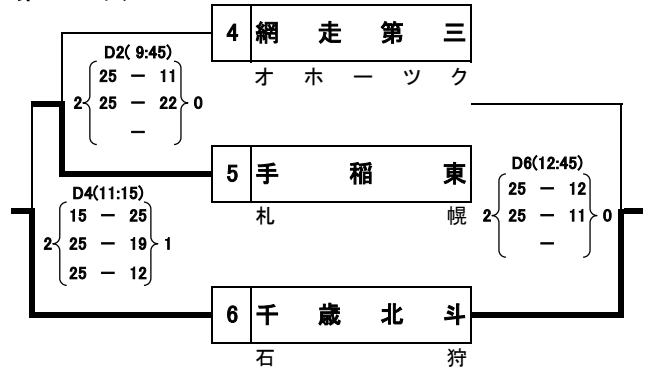 4 網走第三
オホーツク
D2( 9:45)
25 － 11
2 25 － 22 0
－
5 手稲東
札幌
D4(11:15)
15 － 25
2 25 － 19 1
25 － 12
D6(12:45)
25 － 12
2 25 － 11 0
－
6 千歳北斗
石狩